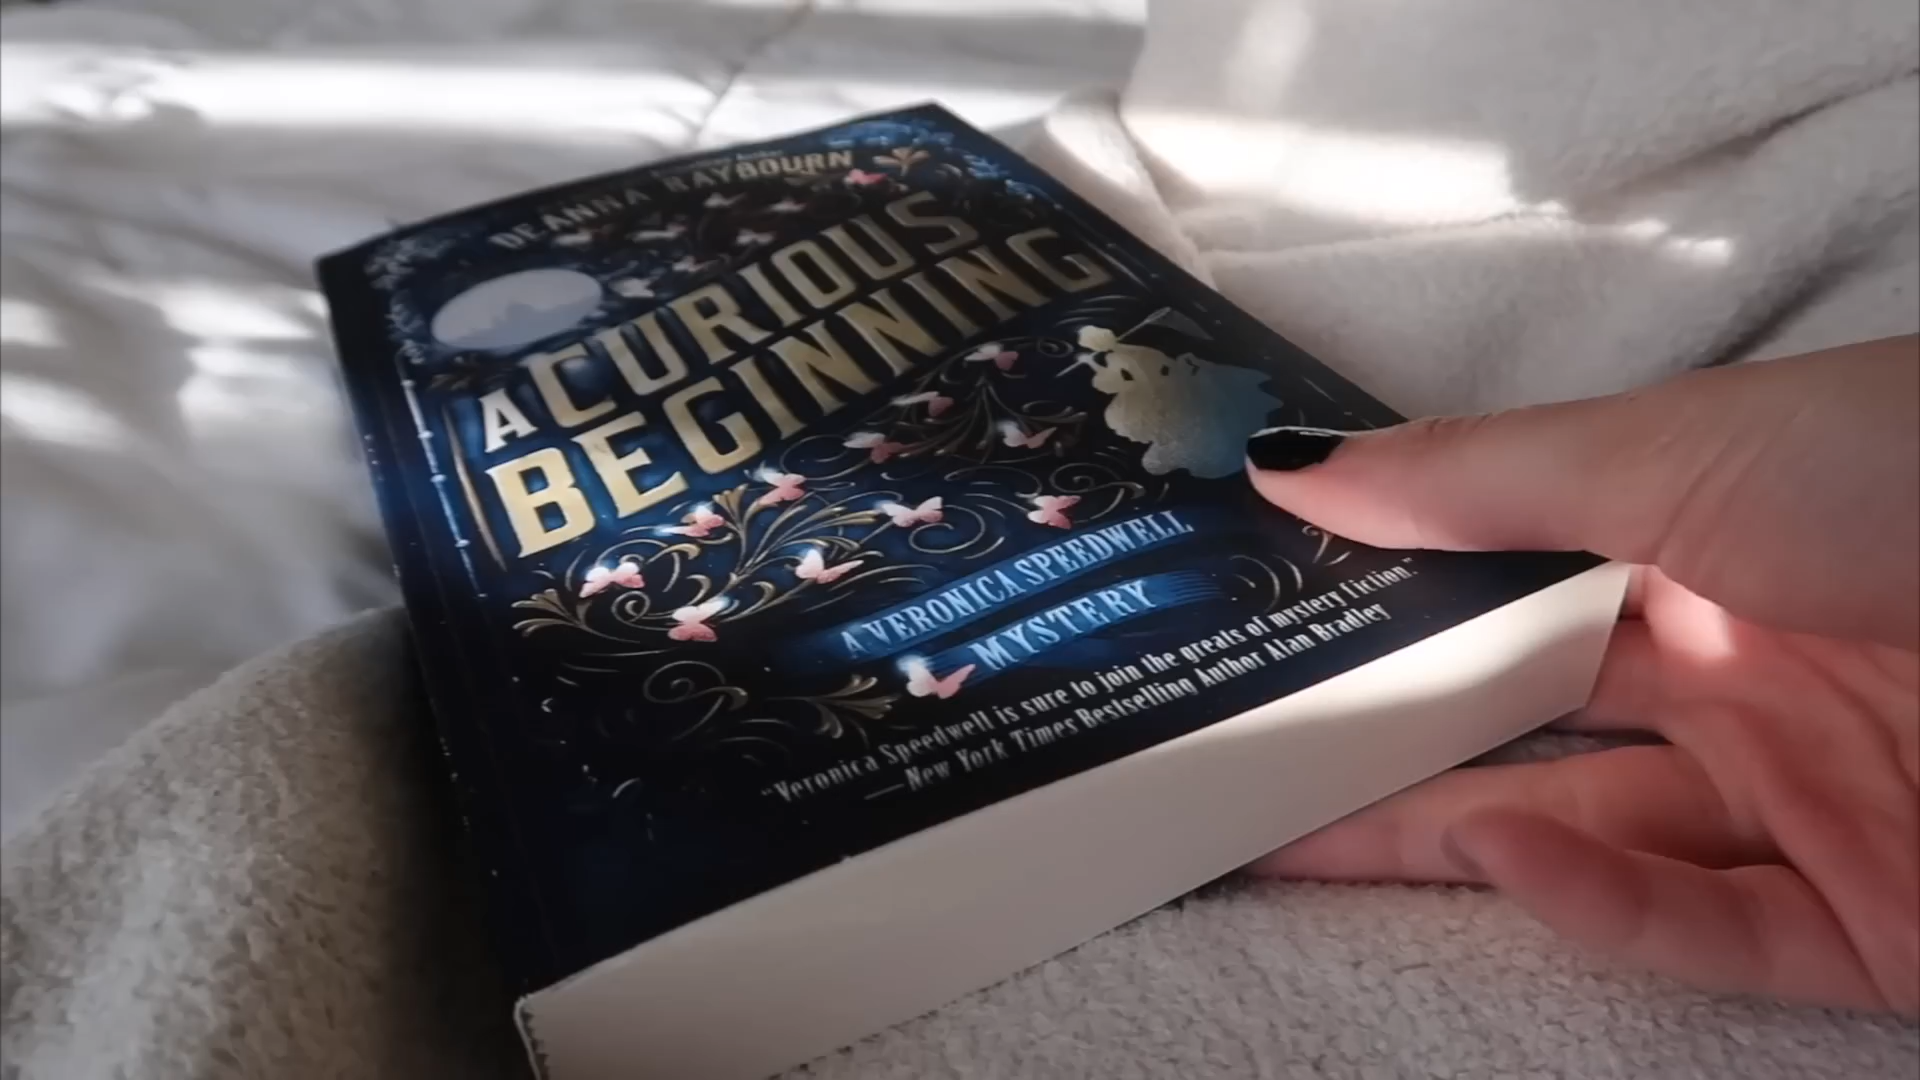 DEANNA RAYBOURN
A CURIOUS
BEGINNING
A VERONICA SPEEDWELL
MYSTERY
“Veronica Speedwell is sure to join the greats of mystery fiction.”
—New York Times Bestselling Author Alan Bradley